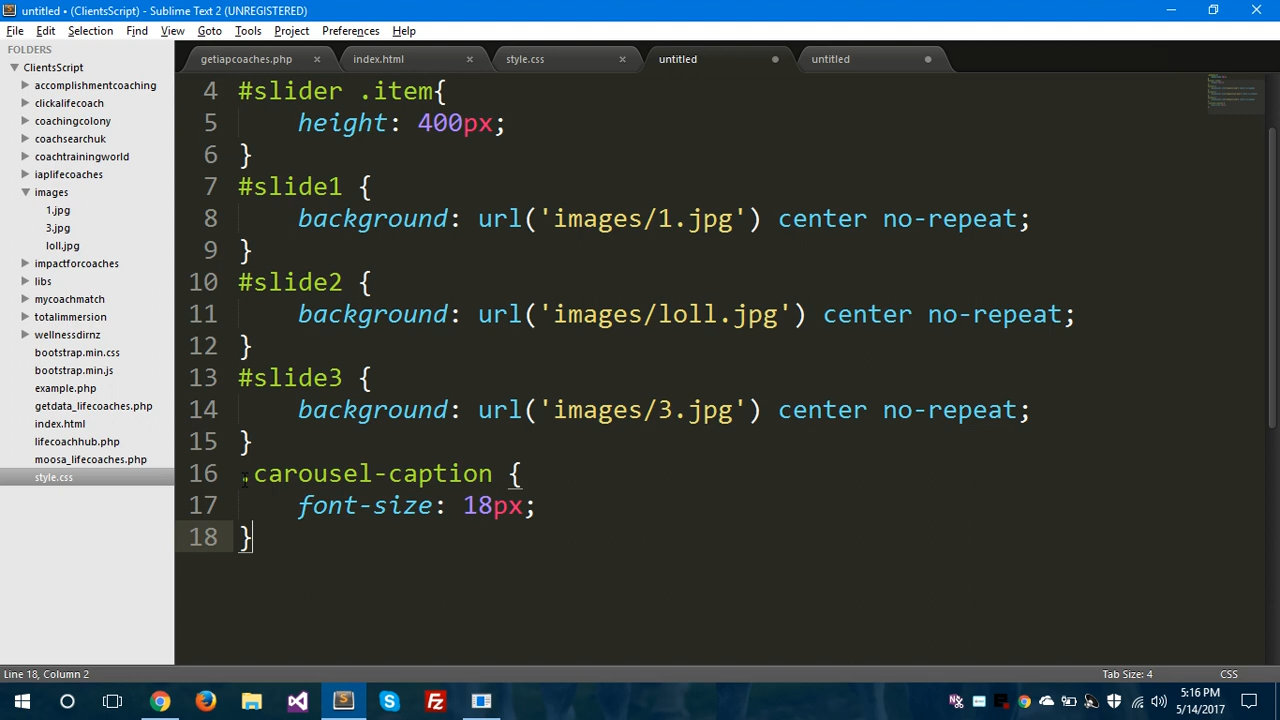 untitled • (ClientsScript) - Sublime Text 2 (UNREGISTERED)
File Edit Selection Find View Goto Tools Project Preferences Help
FOLDERS
ClientsScript
accomplishmentcoaching
clickalifecoach
coachingcolony
coachsearchuk
coachtrainingworld
iaplifecoaches
images
1.jpg
3.jpg
loll.jpg
impactforcoaches
libs
mycoachmatch
totalimmersion
wellnessdirnz
bootstrap.min.css
bootstrap.min.js
example.php
getdata_lifecoaches.php
index.html
lifecoachhub.php
moosa_lifecoaches.php
style.css
getiapcoaches.php × index.html × style.css × untitled untitled
4 #slider .item{
5 height: 400px;
6 }
7 #slide1 {
8 background: url('images/1.jpg') center no-repeat;
9 }
10 #slide2 {
11 background: url('images/loll.jpg') center no-repeat;
12 }
13 #slide3 {
14 background: url('images/3.jpg') center no-repeat;
15 }
16 .carousel-caption {
17 font-size: 18px;
18 }
Line 18, Column 2 Tab Size: 4 CSS
5:16 PM
5/14/2017